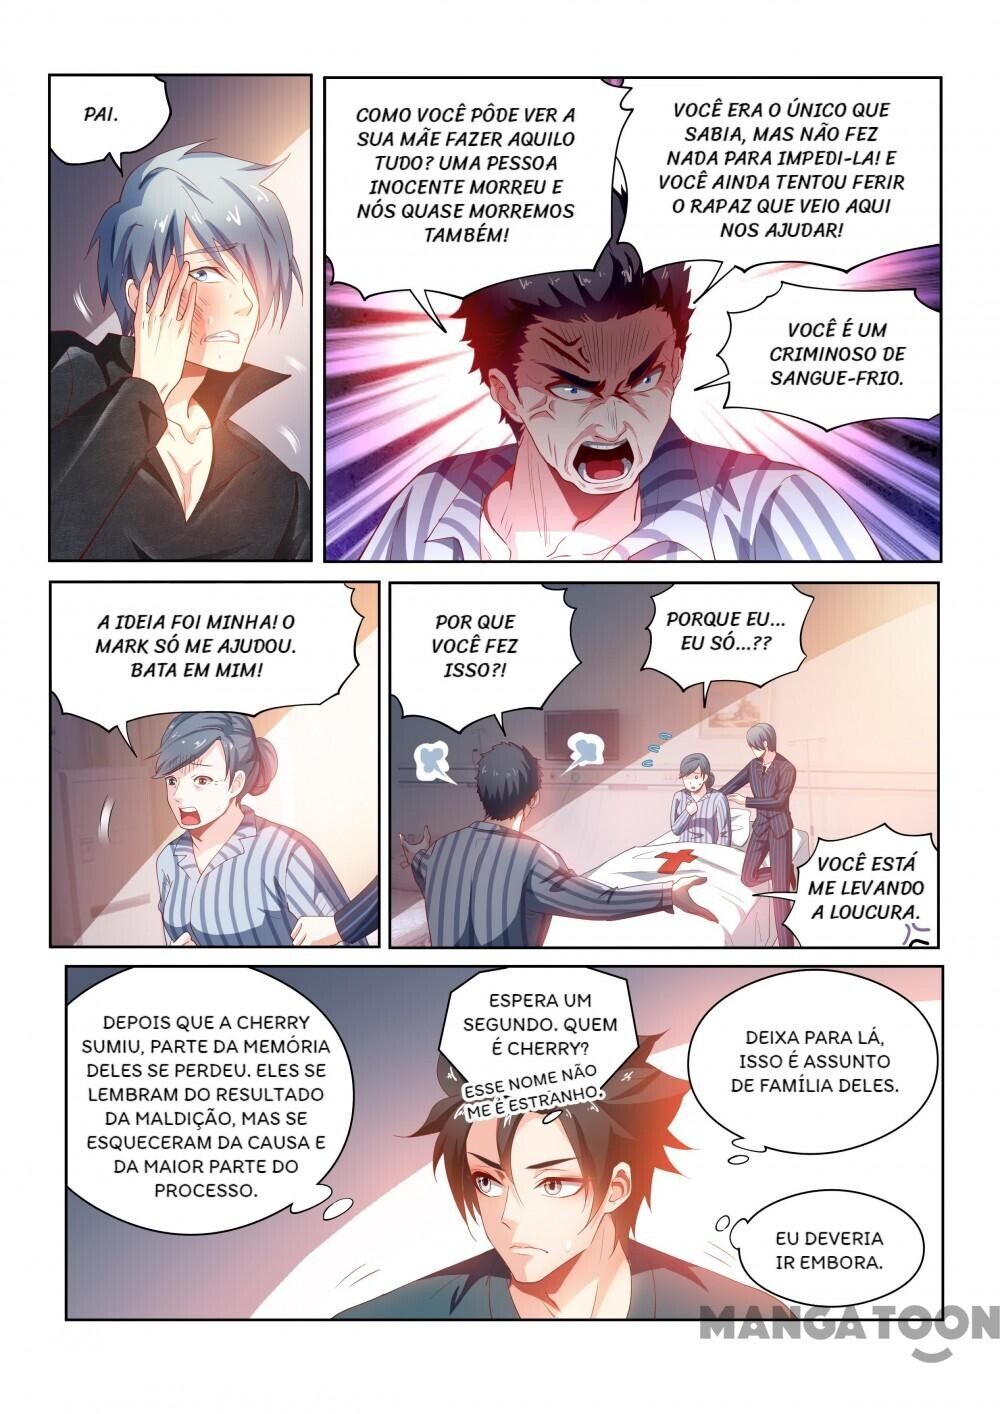 PAI.
COMO VOCÊ PÔDE VER A
SUA MÃE FAZER AQUILO
TUDO? UMA PESSOA
INOCENTE MORREU E
NÓS QUASE MORREMOS
TAMBÉM!
VOCÊ ERA O ÚNICO QUE
SABIA, MAS NÃO FEZ
NADA PARA IMPEDI-LA! E
VOCÊ AINDA TENTOU FERIR
O RAPAZ QUE VEIO AQUI
NOS AJUDAR!
VOCÊ É UM
CRIMINOSO DE
SANGUE-FRIO.
A IDEIA FOI MINHA! O
MARK SÓ ME AJUDOU.
BATA EM MIM!
POR QUE
VOCÊ FEZ
ISSO?!
PORQUE EU...
EU SÓ...??
VOCÊ ESTÁ
ME LEVANDO
A LOUCURA.
DEPOIS QUE A CHERRY
SUMIU, PARTE DA MEMÓRIA
DELES SE PERDEU. ELES SE
LEMBRAM DO RESULTADO
DA MALDIÇÃO, MAS SE
ESQUECERAM DA CAUSA E
DA MAIOR PARTE DO
PROCESSO.
ESPERA UM
SEGUNDO. QUEM
É CHERRY?
ESSE NOME NÃO
ME É ESTRANHO.
DEIXA PARA LÁ,
ISSO É ASSUNTO
DE FAMÍLIA DELES.
EU DEVERIA
IR EMBORA.
MANGATOON